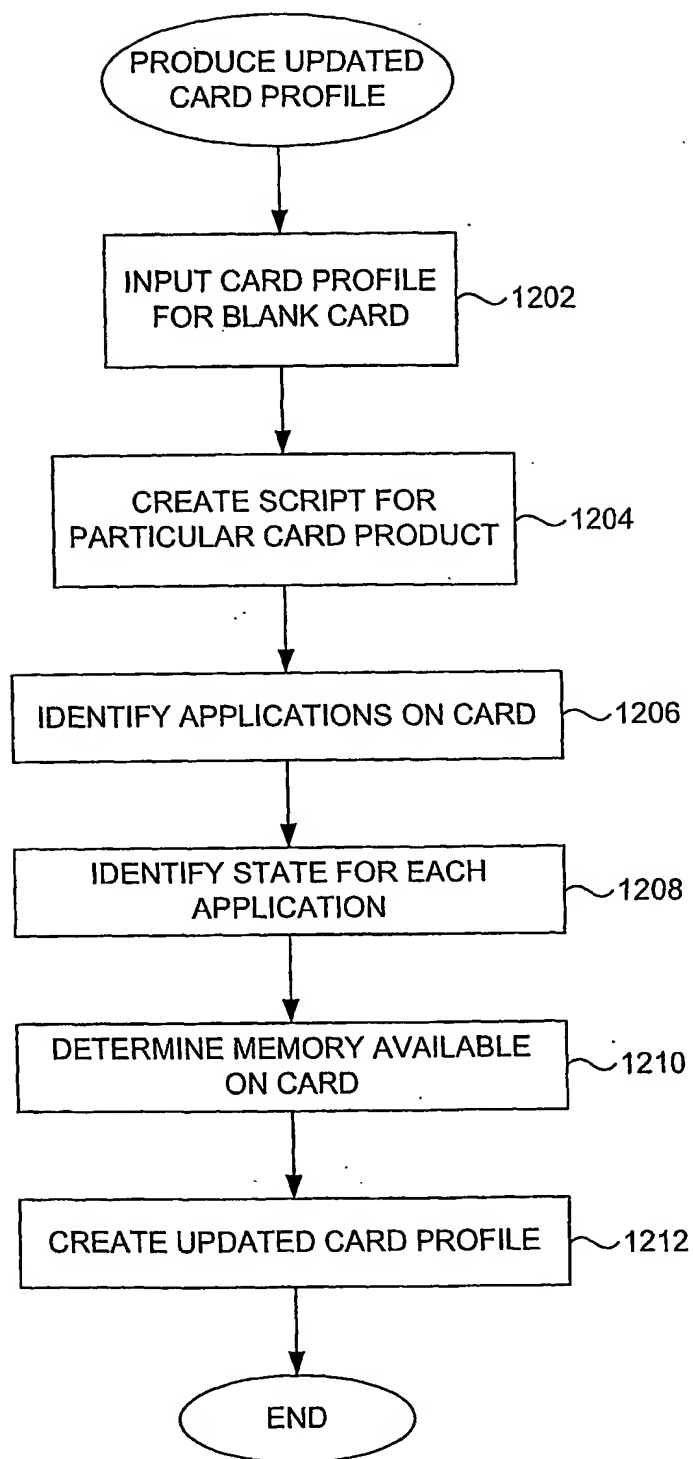 PRODUCE UPDATED
CARD PROFILE
INPUT CARD PROFILE
FOR BLANK CARD
1202
CREATE SCRIPT FOR
PARTICULAR CARD PRODUCT
1204
IDENTIFY APPLICATIONS ON CARD
1206
IDENTIFY STATE FOR EACH
APPLICATION
1208
DETERMINE MEMORY AVAILABLE
ON CARD
1210
CREATE UPDATED CARD PROFILE
1212
END